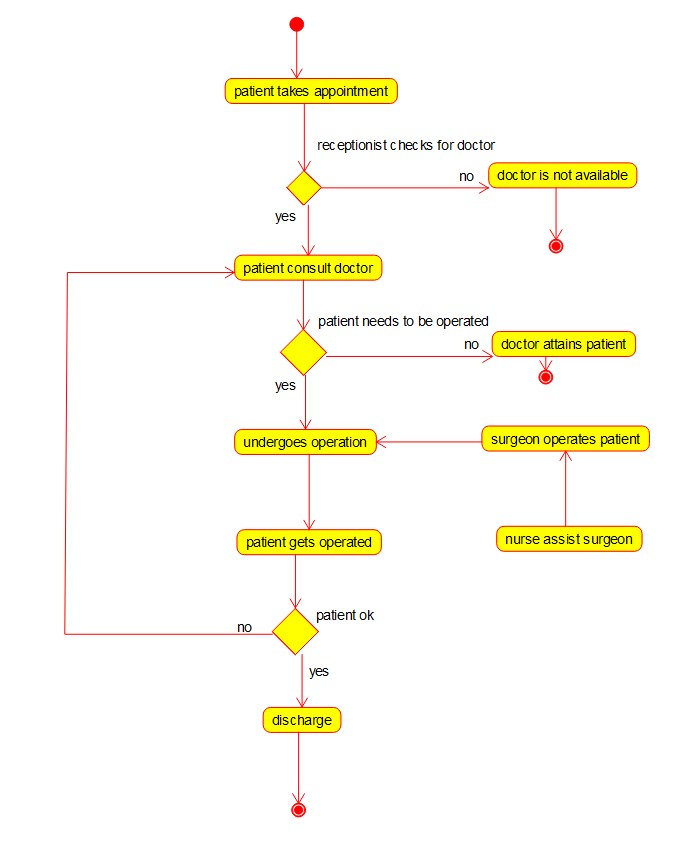 patient takes appointment
receptionist checks for doctor
no
doctor is not available
yes
patient consult doctor
patient needs to be operated
no
doctor attains patient
yes
undergoes operation
surgeon operates patient
patient gets operated
nurse assist surgeon
patient ok
no
yes
discharge